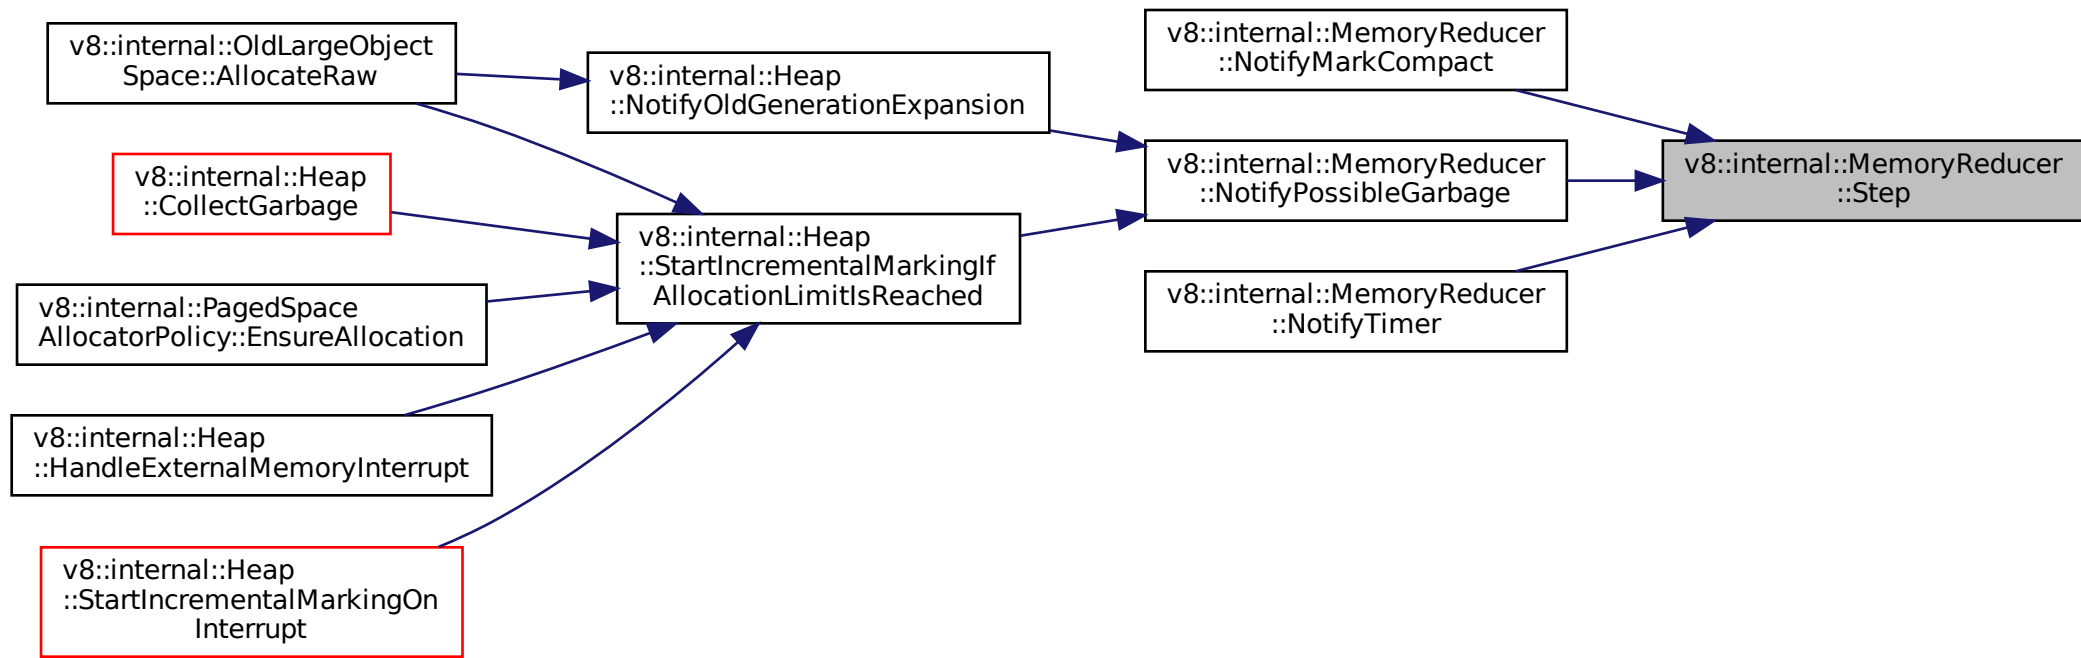 v8::internal::OldLargeObject
Space::AllocateRaw
v8::internal::Heap
::CollectGarbage
v8::internal::PagedSpace
AllocatorPolicy::EnsureAllocation
v8::internal::Heap
::HandleExternalMemoryInterrupt
v8::internal::Heap
::StartIncrementalMarkingOn
Interrupt
v8::internal::Heap
::NotifyOldGenerationExpansion
v8::internal::Heap
::StartIncrementalMarkingIf
AllocationLimitIsReached
v8::internal::MemoryReducer
::NotifyMarkCompact
v8::internal::MemoryReducer
::NotifyPossibleGarbage
v8::internal::MemoryReducer
::NotifyTimer
v8::internal::MemoryReducer
::Step